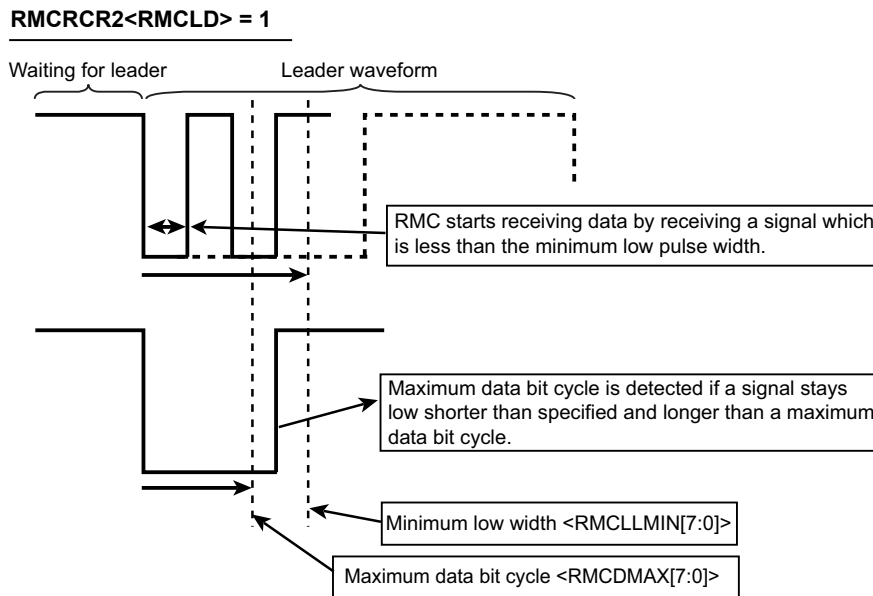 RMCRCR2<RMCLD> = 1
Waiting for leader
Leader waveform
RMC starts receiving data by receiving a signal which
is less than the minimum low pulse width.
Maximum data bit cycle is detected if a signal stays
low shorter than specified and longer than a maximum
data bit cycle.
Minimum low width <RMCLLMIN[7:0]>
Maximum data bit cycle <RMCDMAX[7:0]>